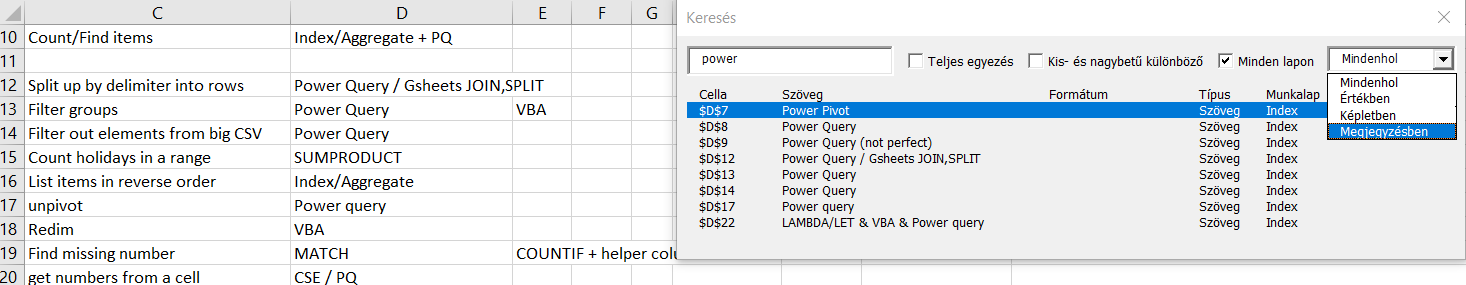 C D E F G
10 Count/Find items Index/Aggregate + PQ
11
12 Split up by delimiter into rows Power Query / Gsheets JOIN,SPLIT
13 Filter groups Power Query VBA
14 Filter out elements from big CSV Power Query
15 Count holidays in a range SUMPRODUCT
16 List items in reverse order Index/Aggregate
17 unpivot Power query
18 Redim VBA
19 Find missing number MATCH COUNTIF + helper colu
20 get numbers from a cell CSE / PQ
Keresés
power Teljes egyezés Kis- és nagybetű különböző Minden lapon Mindenhol
Mindenhol
Értékben
Képletben
Megjegyzésben
Cella Szöveg Formátum Típus Munkalap
$D$7 Power Pivot Szöveg Index
$D$8 Power Query Szöveg Index
$D$9 Power Query (not perfect) Szöveg Index
$D$12 Power Query / Gsheets JOIN,SPLIT Szöveg Index
$D$13 Power Query Szöveg Index
$D$14 Power Query Szöveg Index
$D$17 Power query Szöveg Index
$D$22 LAMBDA/LET & VBA & Power query Szöveg Index